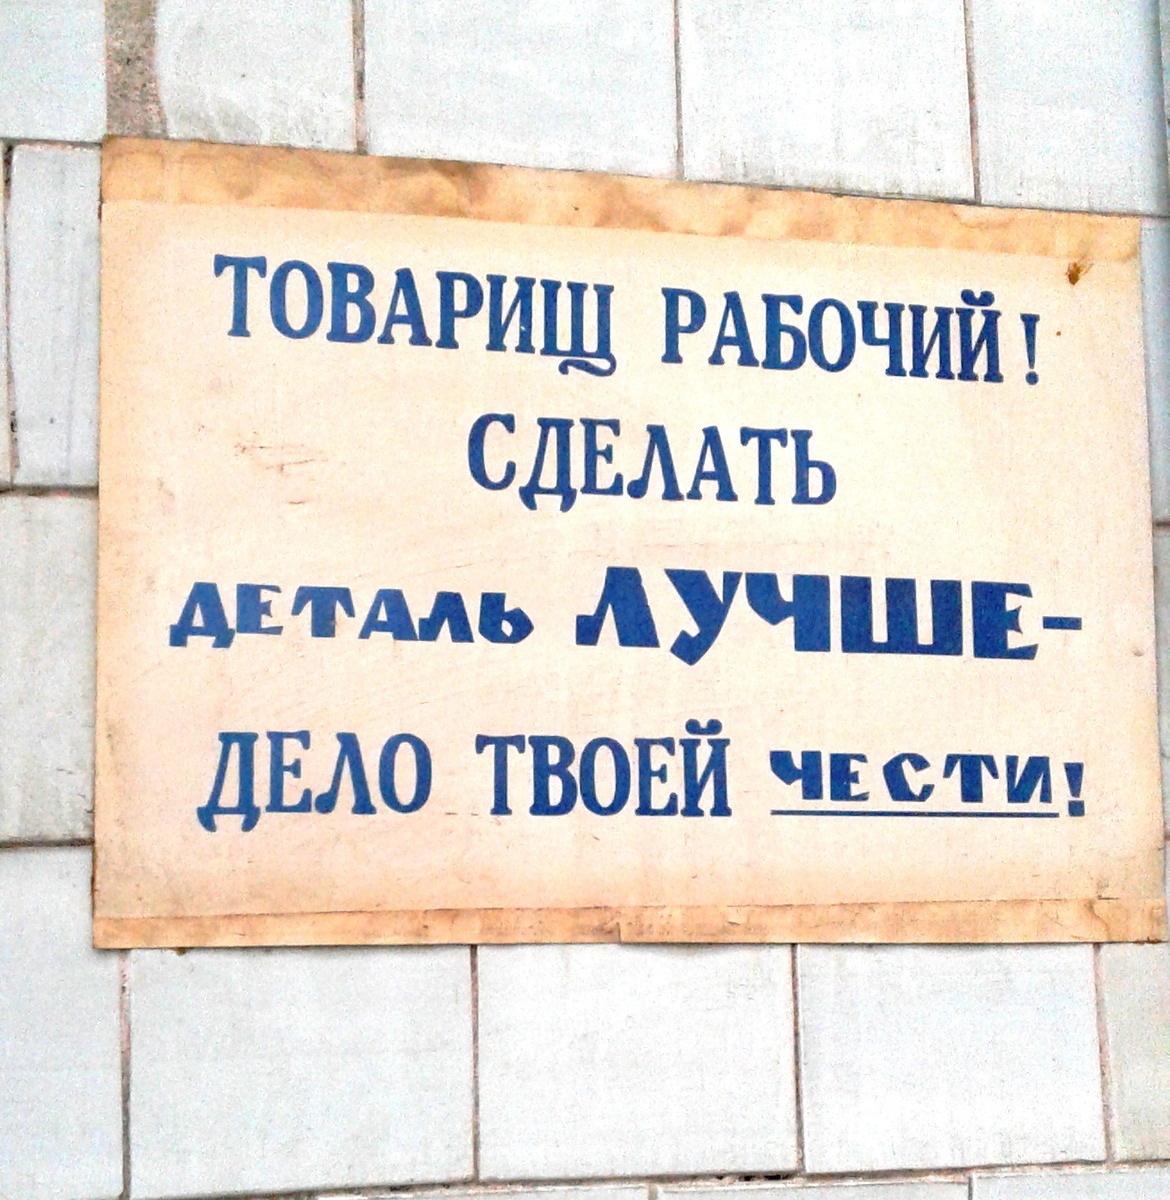 ТОВАРИЩ РАБОЧИЙ!
СДЕЛАТЬ
ДЕТАЛЬ ЛУЧШЕ-
ДЕЛО ТВОЕЙ ЧЕСТИ!